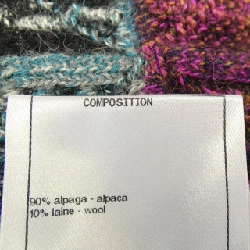 COMPOSITION
90% alpaga - alpaca
10% laine - wool